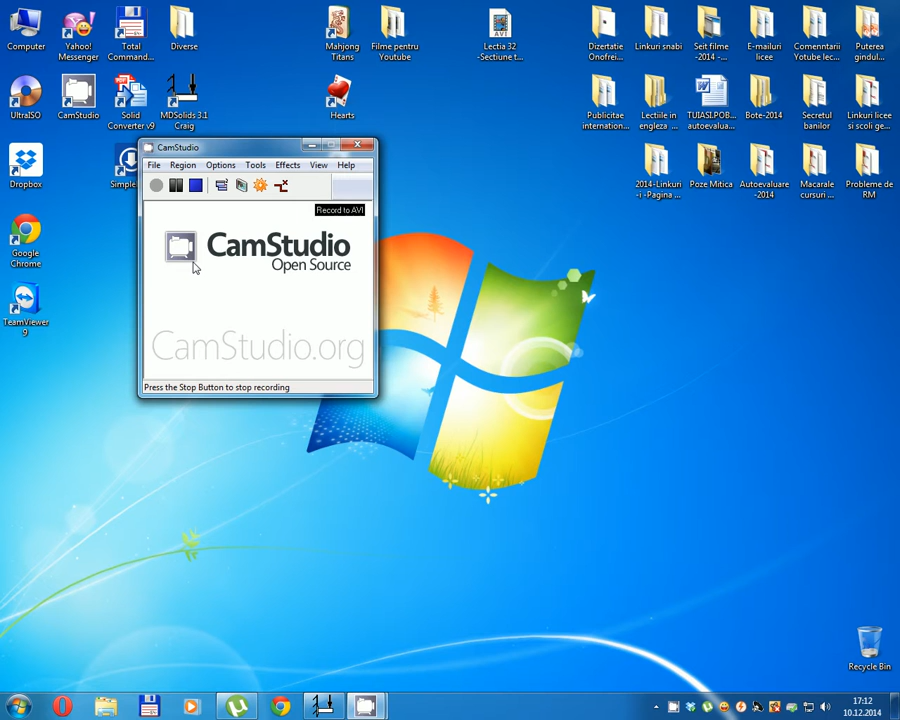 Computer
Yahoo!
Messenger
Total
Command...
Diverse
Mahjong
Titans
Filme pentru
Youtube
AVI
Lectia 32
-Sectiune t...
Dizertatie
Onofrei...
Linkuri snabi
Seit filme
-2014 - ...
E-mailuri
licee
Comenntarii
Yotube lec...
Puterea
gindul...
UltraISO
CamStudio
Solid
Converter v9
MDSolids 3.1
Craig
Hearts
Publicitae
internation...
Lectiile in
engleza ...
TUIASI.POB...
autoevalua...
Bote-2014
Secretul
banilor
Linkuri licee
si scoli ge...
Dropbox
2014-Linkur
-i -Pagina ...
Poze Mitica
Autoevaluare
-2014
Macarale
cursuri ...
Probleme de
RM
Google
Chrome
TeamViewer
9
CamStudio
File Region Options Tools Effects View Help
Record to AVI
CamStudio
Open Source
CamStudio.org
Press the Stop Button to stop recording
Recycle Bin
17:12
10.12.2014